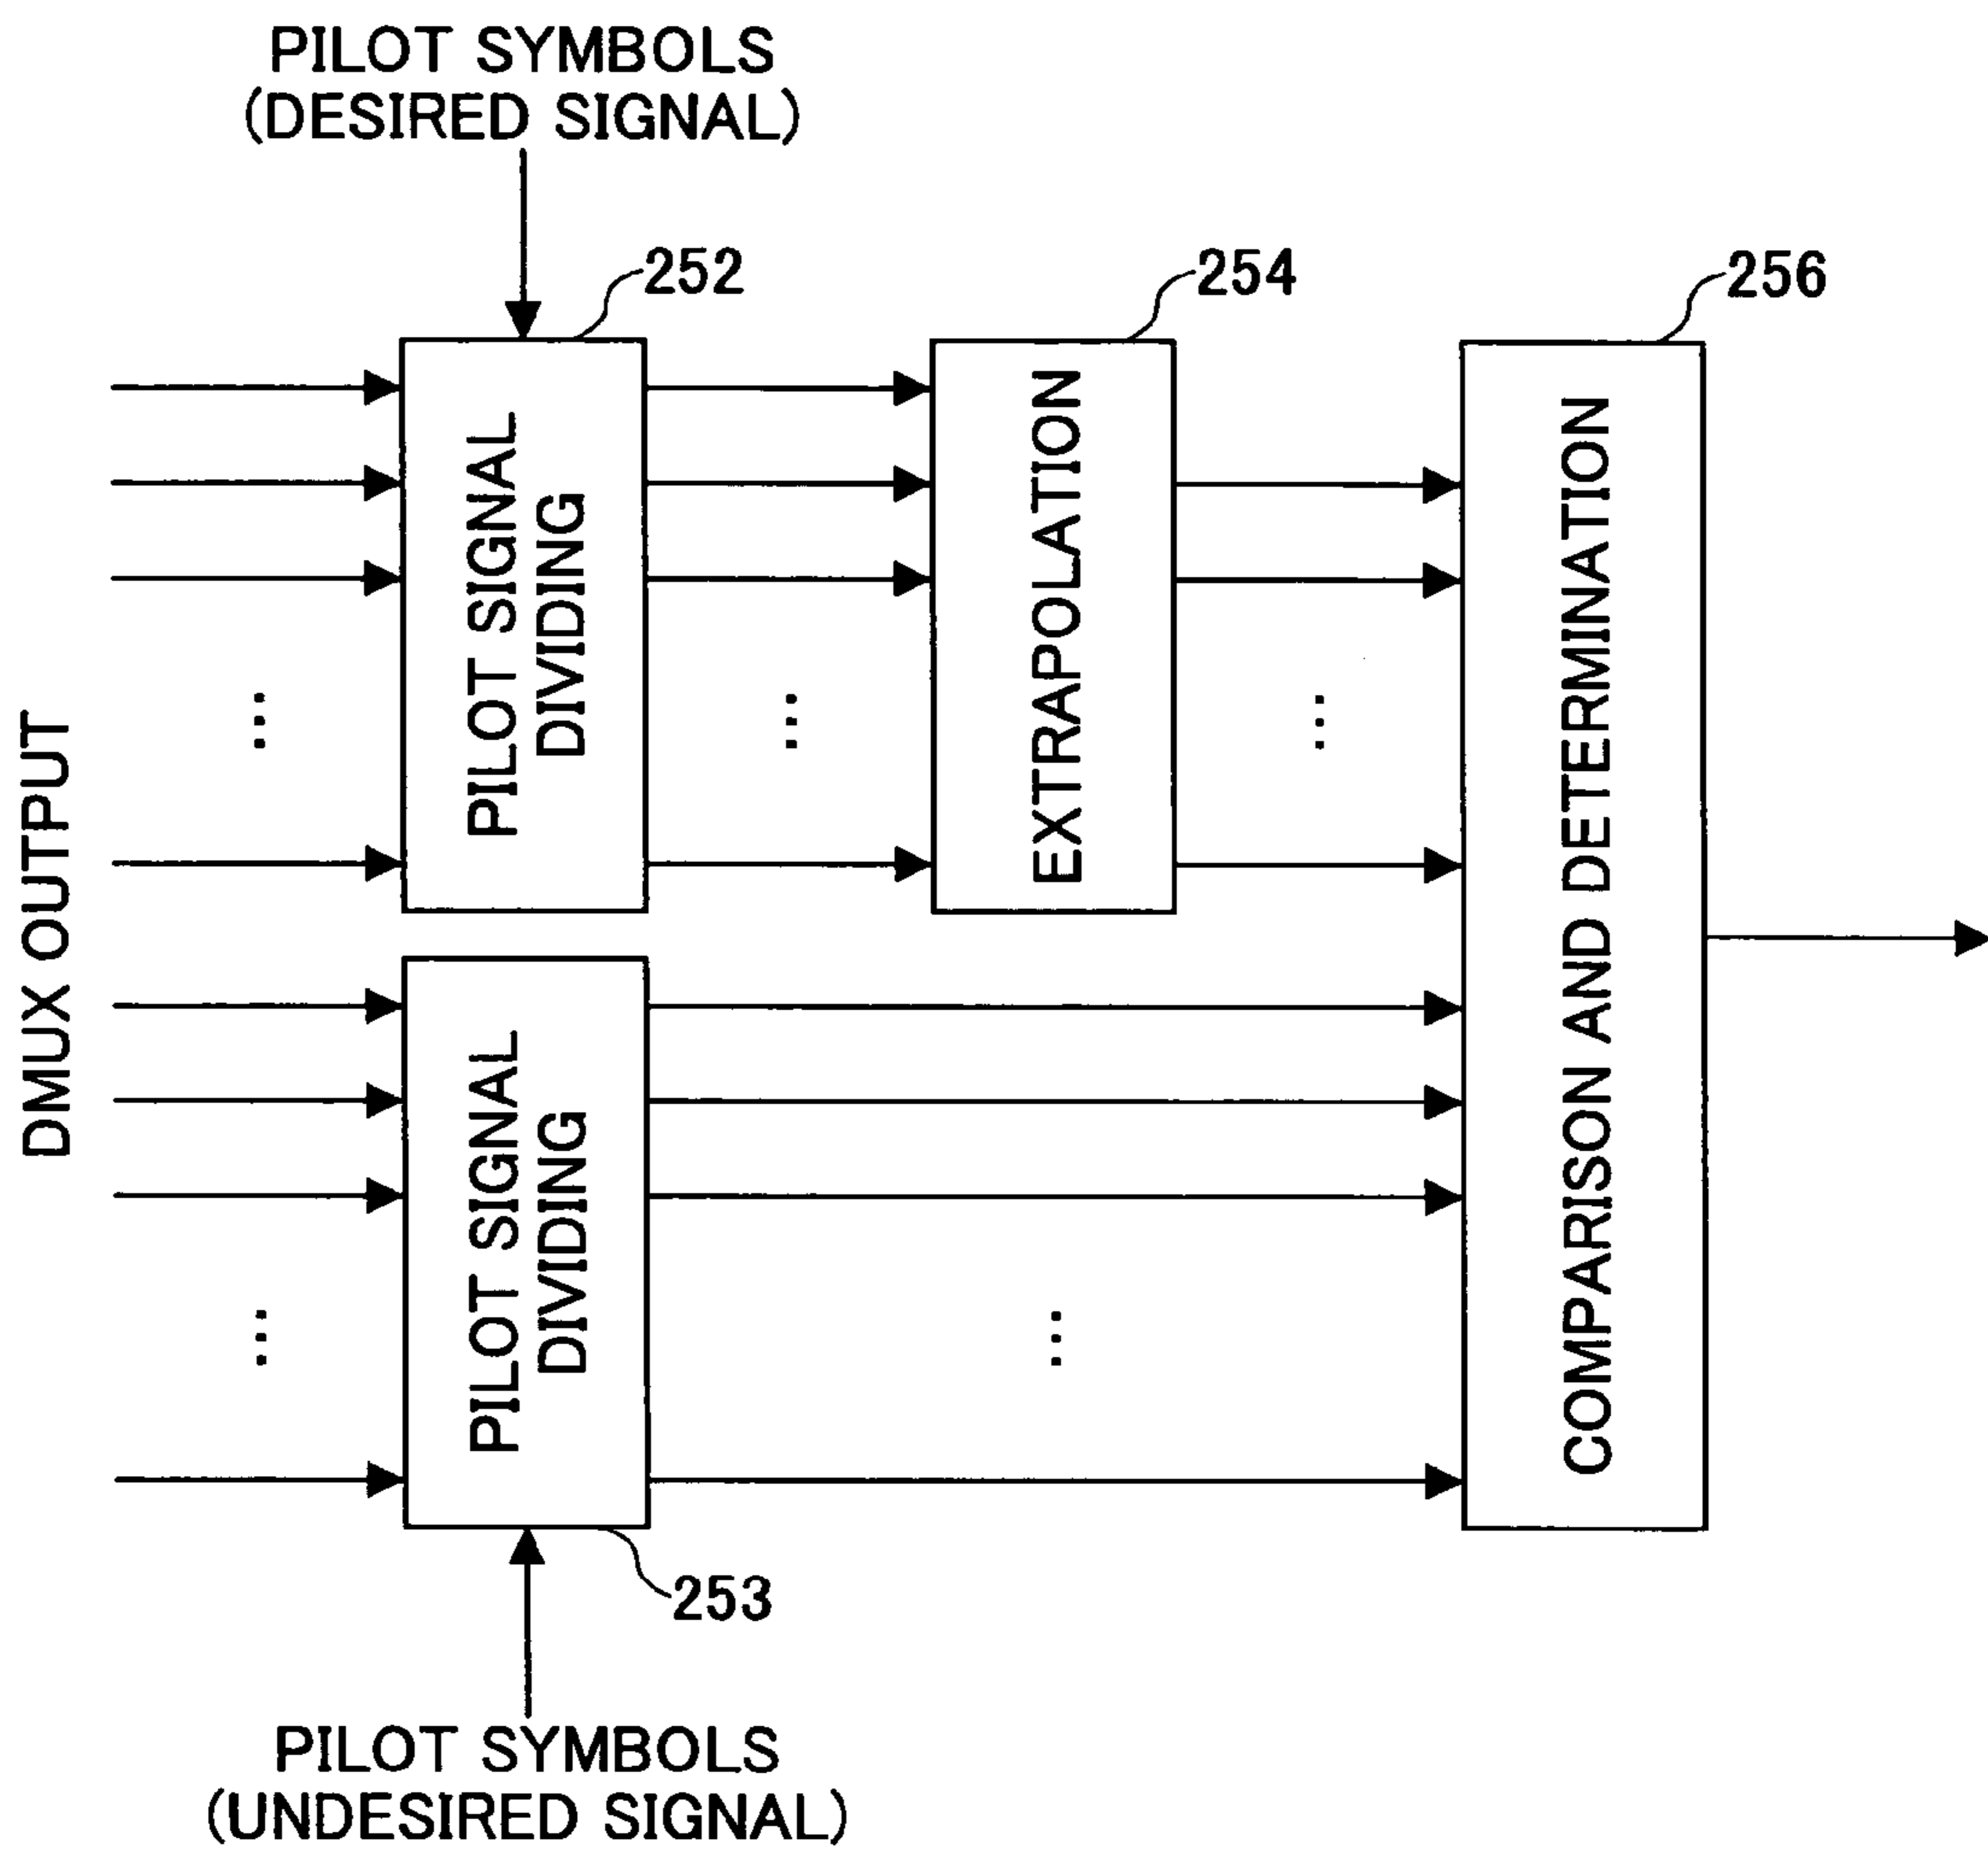 PILOT SYMBOLS
(DESIRED SIGNAL)
252
254
256
DMUX OUTPUT
PILOT SIGNAL
DIVIDING
EXTRAPOLATION
COMPARISON AND DETERMINATION
PILOT SIGNAL
DIVIDING
253
PILOT SYMBOLS
(UNDESIRED SIGNAL)